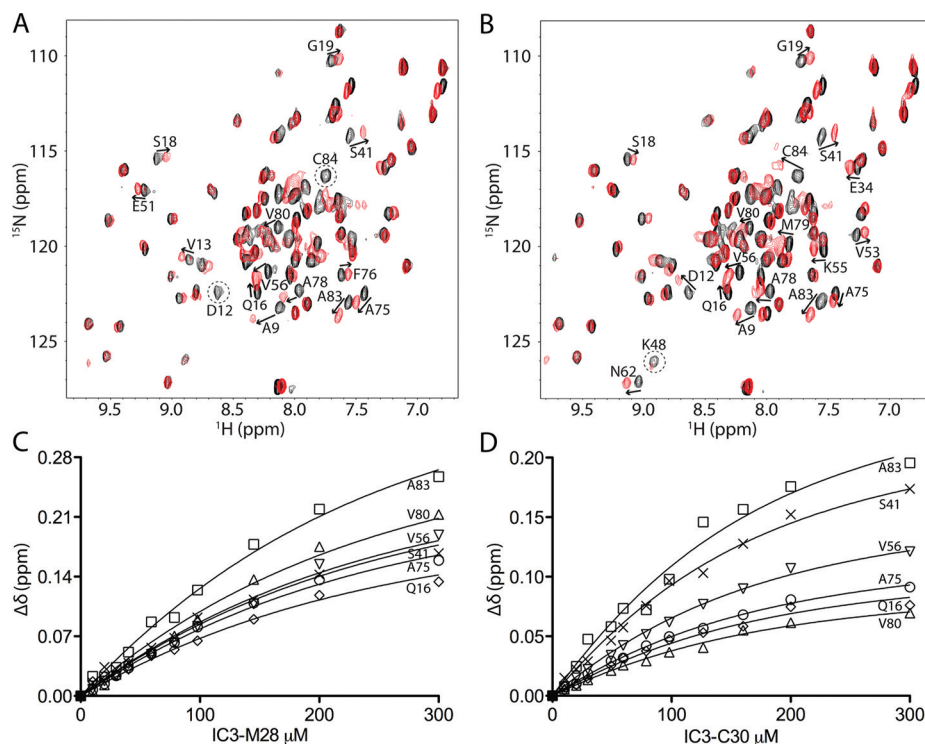 A
110
115
120
125
15N (ppm)
G19
S18
S41
C84
E51
V80
V13
F76
V56
A78
D12
Q16
A83
A75
A9
9.5 9.0 8.5 8.0 7.5 7.0
1H (ppm)
B
110
115
120
125
15N (ppm)
G19
S18
C84
S41
E34
V80
M79
V53
V56
K55
D12
A78
Q16
A83
A75
A9
K48
N62
9.5 9.0 8.5 8.0 7.5 7.0
1H (ppm)
C
0.28
0.21
0.14
0.07
0.00
Δδ (ppm)
A83
V80
V56
S41
A75
Q16
0 100 200 300
IC3-M28 μM
D
0.20
0.15
0.10
0.05
0.00
Δδ (ppm)
A83
S41
V56
A75
Q16
V80
0 100 200 300
IC3-C30 μM